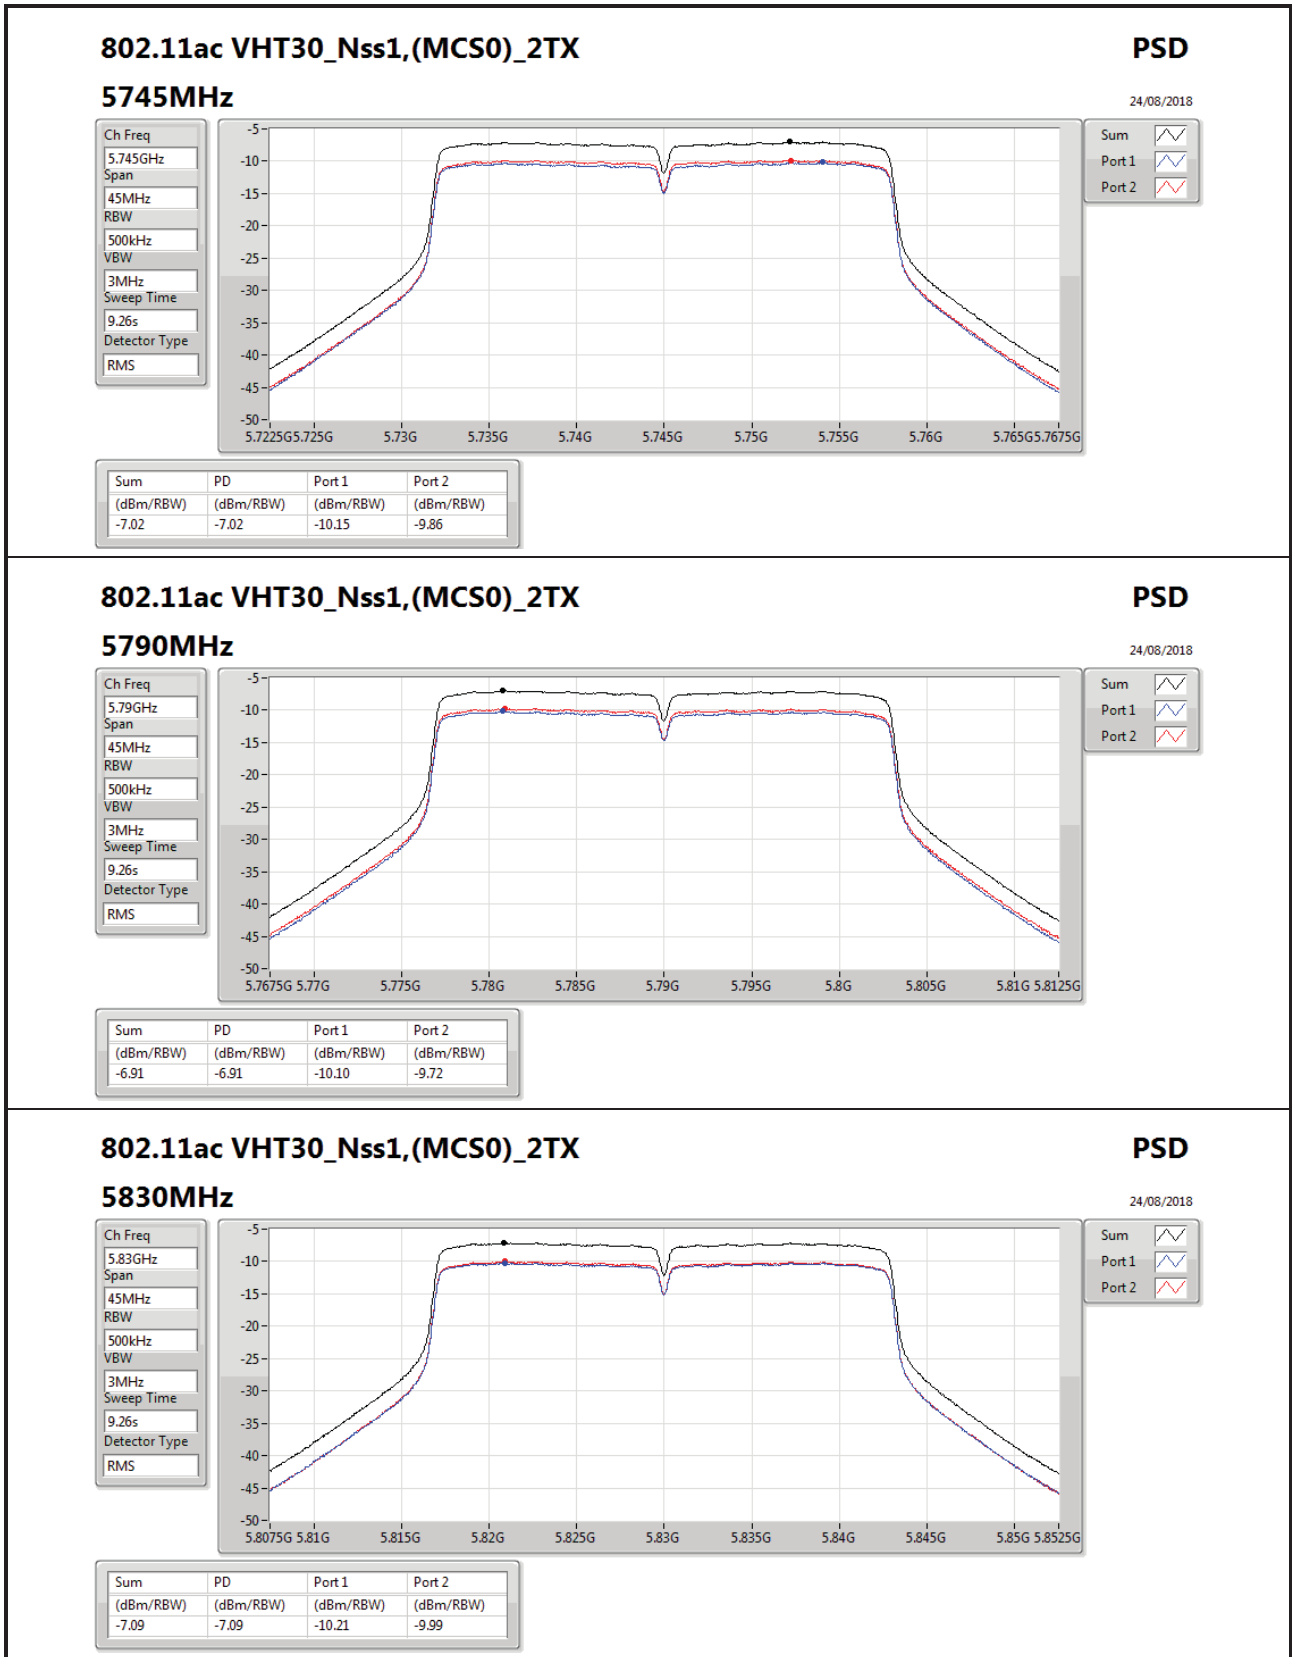 802.11ac VHT30_Nss1,(MCS0)_2TX PSD
5745MHz 24/08/2018
Ch Freq
5.745GHz
Span
45MHz
RBW
500kHz
VBW
3MHz
Sweep Time
9.26s
Detector Type
RMS
-5
-10
-15
-20
-25
-30
-35
-40
-45
-50
5.7225G 5.725G 5.73G 5.735G 5.74G 5.745G 5.75G 5.755G 5.76G 5.765G 5.7675G
Sum
Port 1
Port 2
Sum PD Port 1 Port 2
(dBm/RBW) (dBm/RBW) (dBm/RBW) (dBm/RBW)
-7.02 -7.02 -10.15 -9.86
802.11ac VHT30_Nss1,(MCS0)_2TX PSD
5790MHz 24/08/2018
Ch Freq
5.79GHz
Span
45MHz
RBW
500kHz
VBW
3MHz
Sweep Time
9.26s
Detector Type
RMS
-5
-10
-15
-20
-25
-30
-35
-40
-45
-50
5.7675G 5.77G 5.775G 5.78G 5.785G 5.79G 5.795G 5.8G 5.805G 5.81G 5.8125G
Sum
Port 1
Port 2
Sum PD Port 1 Port 2
(dBm/RBW) (dBm/RBW) (dBm/RBW) (dBm/RBW)
-6.91 -6.91 -10.10 -9.72
802.11ac VHT30_Nss1,(MCS0)_2TX PSD
5830MHz 24/08/2018
Ch Freq
5.83GHz
Span
45MHz
RBW
500kHz
VBW
3MHz
Sweep Time
9.26s
Detector Type
RMS
-5
-10
-15
-20
-25
-30
-35
-40
-45
-50
5.8075G 5.81G 5.815G 5.82G 5.825G 5.83G 5.835G 5.84G 5.845G 5.85G 5.8525G
Sum
Port 1
Port 2
Sum PD Port 1 Port 2
(dBm/RBW) (dBm/RBW) (dBm/RBW) (dBm/RBW)
-7.09 -7.09 -10.21 -9.99